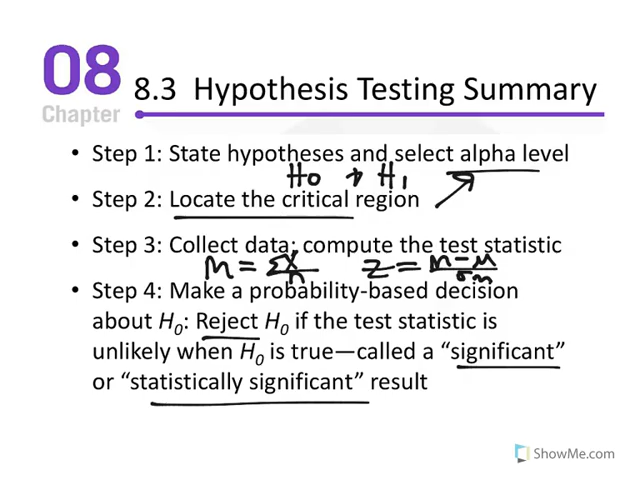 08
Chapter
8.3 Hypothesis Testing Summary
• Step 1: State hypotheses and select alpha level
H0 + H1
• Step 2: Locate the critical region
• Step 3: Collect data; compute the test statistic
M = ΣX/n z = M-μ/σm
• Step 4: Make a probability-based decision
about H0: Reject H0 if the test statistic is
unlikely when H0 is true—called a “significant”
or “statistically significant” result
ShowMe.com